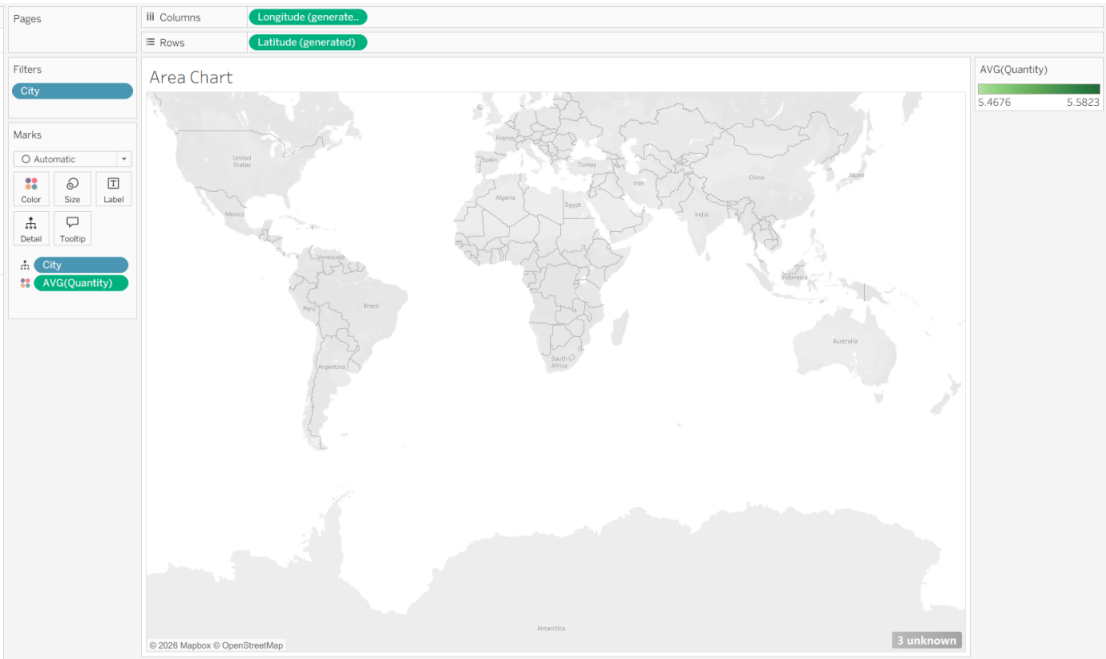 Pages
Columns
Longitude (generate..
Rows
Latitude (generated)
Filters
City
Marks
Automatic
Color
Size
Label
Detail
Tooltip
City
AVG(Quantity)
Area Chart
United
States
Mexico
Venezuela
Peru
Brazil
Argentina
France
Spain
Turkey
Algeria
Egypt
Iran
China
Japan
India
Indonesia
South
Africa
Australia
Antarctica
© 2026 Mapbox © OpenStreetMap
3 unknown
AVG(Quantity)
5.4676 5.5823